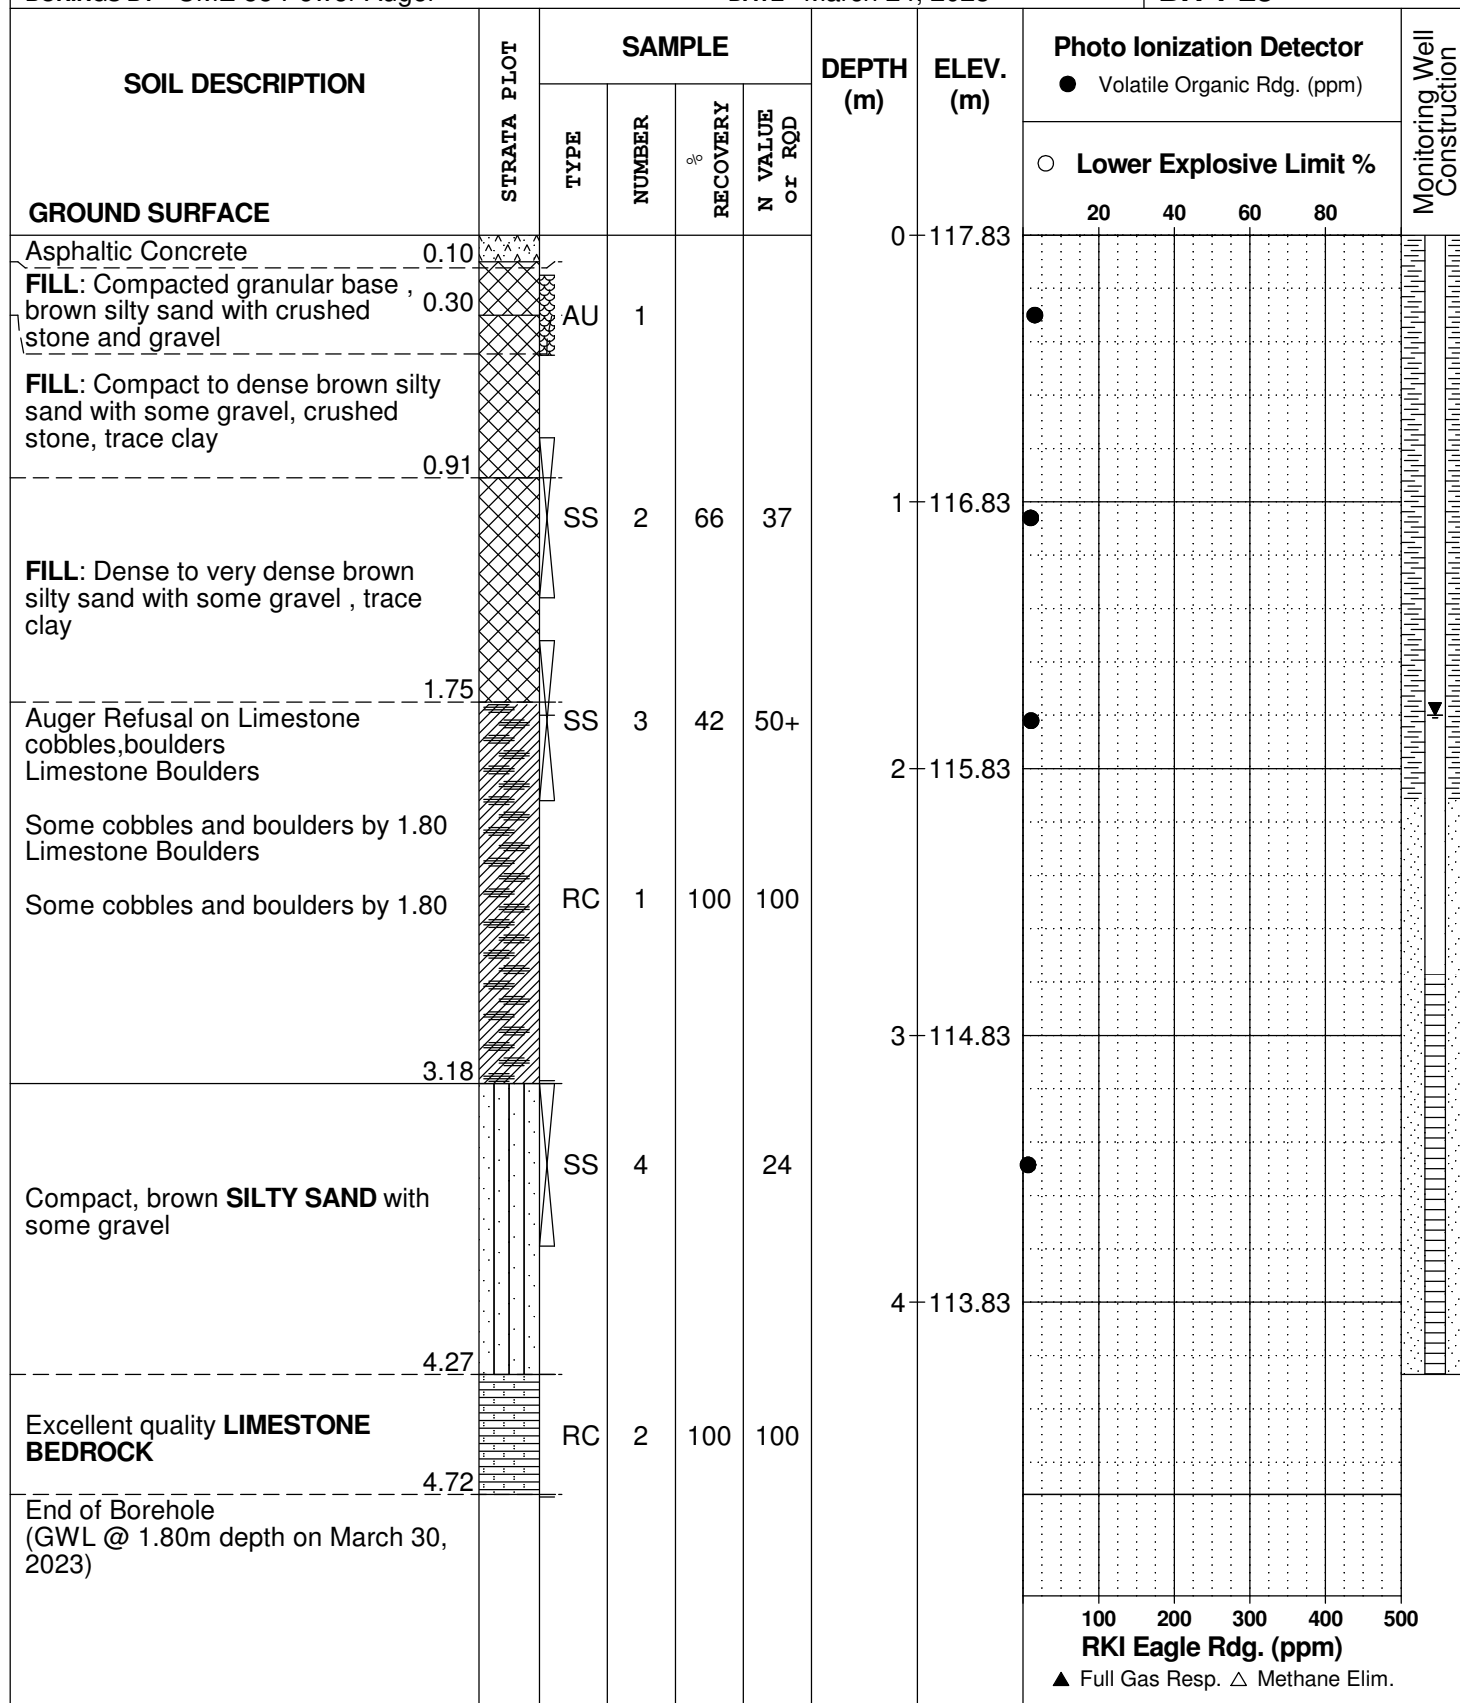 SOIL DESCRIPTION
GROUND SURFACE
STRATA PLOT
SAMPLE
TYPE
NUMBER
% RECOVERY
N VALUE
or RQD
DEPTH
(m)
ELEV.
(m)
Photo Ionization Detector
● Volatile Organic Rdg. (ppm)
○ Lower Explosive Limit %
20 40 60 80
Monitoring Well
Construction
0 117.83
Asphaltic Concrete 0.10
FILL: Compacted granular base ,
brown silty sand with crushed 0.30
stone and gravel
AU 1
FILL: Compact to dense brown silty
sand with some gravel, crushed
stone, trace clay
0.91
1 116.83
SS 2 66 37
FILL: Dense to very dense brown
silty sand with some gravel , trace
clay
1.75
Auger Refusal on Limestone
cobbles,boulders
Limestone Boulders
SS 3 42 50+
2 115.83
Some cobbles and boulders by 1.80
Limestone Boulders
Some cobbles and boulders by 1.80
RC 1 100 100
3 114.83
3.18
SS 4 24
Compact, brown SILTY SAND with
some gravel
4 113.83
4.27
Excellent quality LIMESTONE
BEDROCK
RC 2 100 100
4.72
End of Borehole
(GWL @ 1.80m depth on March 30,
2023)
100 200 300 400 500
RKI Eagle Rdg. (ppm)
▲ Full Gas Resp. △ Methane Elim.